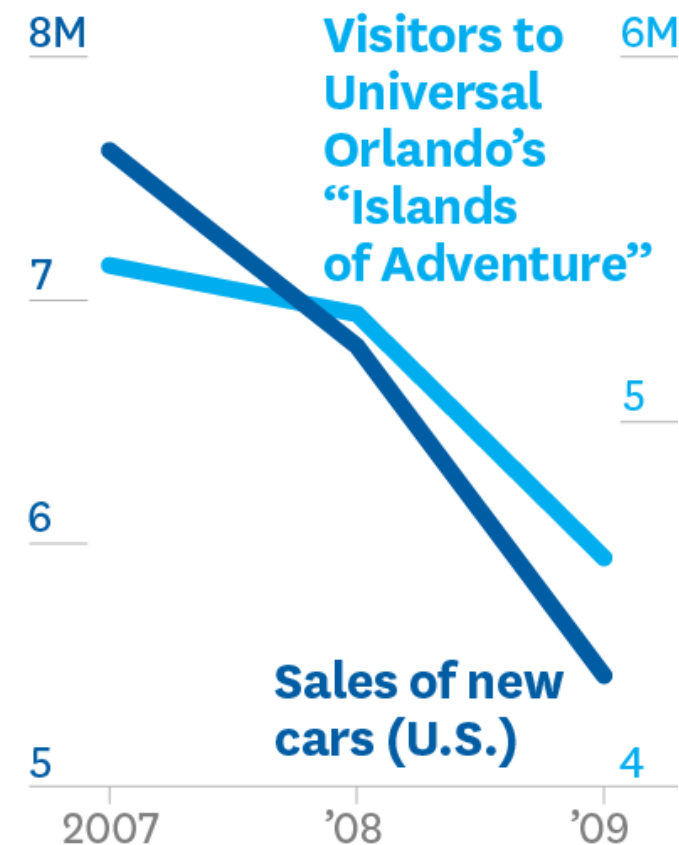 8M
Visitors to
Universal
Orlando’s
“Islands
of Adventure”
6M
7
5
6
Sales of new
cars (U.S.)
5
4
2007
’08
’09